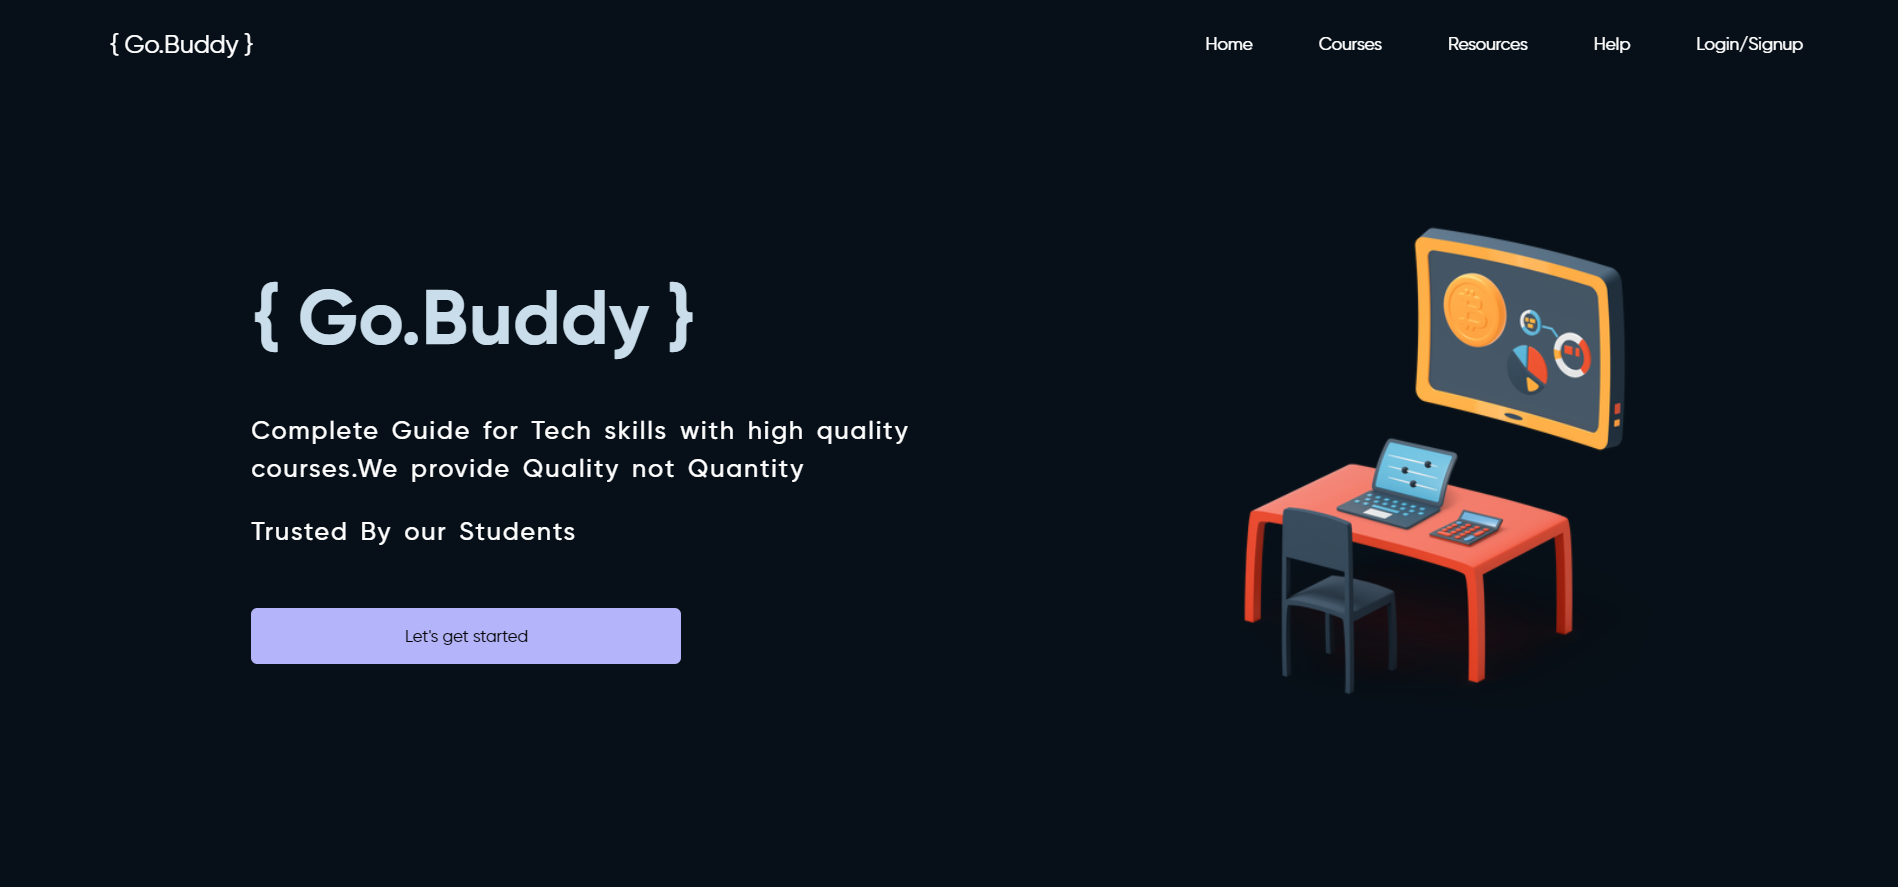 { Go.Buddy }
Home
Courses
Resources
Help
Login/Signup
{ Go.Buddy }
Complete Guide for Tech skills with high quality
courses.We provide Quality not Quantity
Trusted By our Students
Let's get started